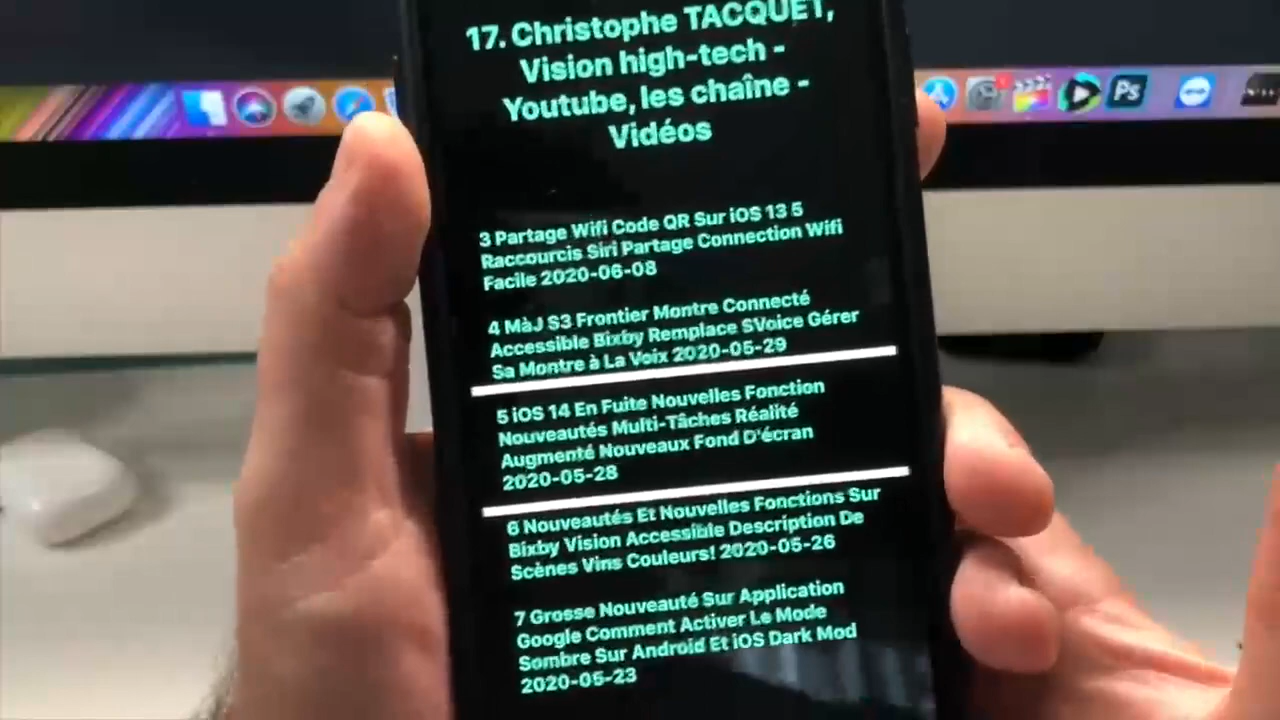 17. Christophe TACQUET,
Vision high-tech -
Youtube, les chaîne -
Vidéos
3 Partage Wifi Code QR Sur iOS 13 5
Raccourcis Siri Partage Connection Wifi
Facile 2020-06-08
4 MàJ S3 Frontier Montre Connecté
Accessible Bixby Remplace SVoice Gérer
Sa Montre à La Voix 2020-05-29
5 iOS 14 En Fuite Nouvelles Fonction
Nouveautés Multi-Tâches Réalité
Augmenté Nouveaux Fond D'écran
2020-05-28
6 Nouveautés Et Nouvelles Fonctions Sur
Bixby Vision Accessible Description De
Scènes Vins Couleurs! 2020-05-26
7 Grosse Nouveauté Sur Application
Google Comment Activer Le Mode
Sombre Sur Android Et iOS Dark Mod
2020-05-23
Ps